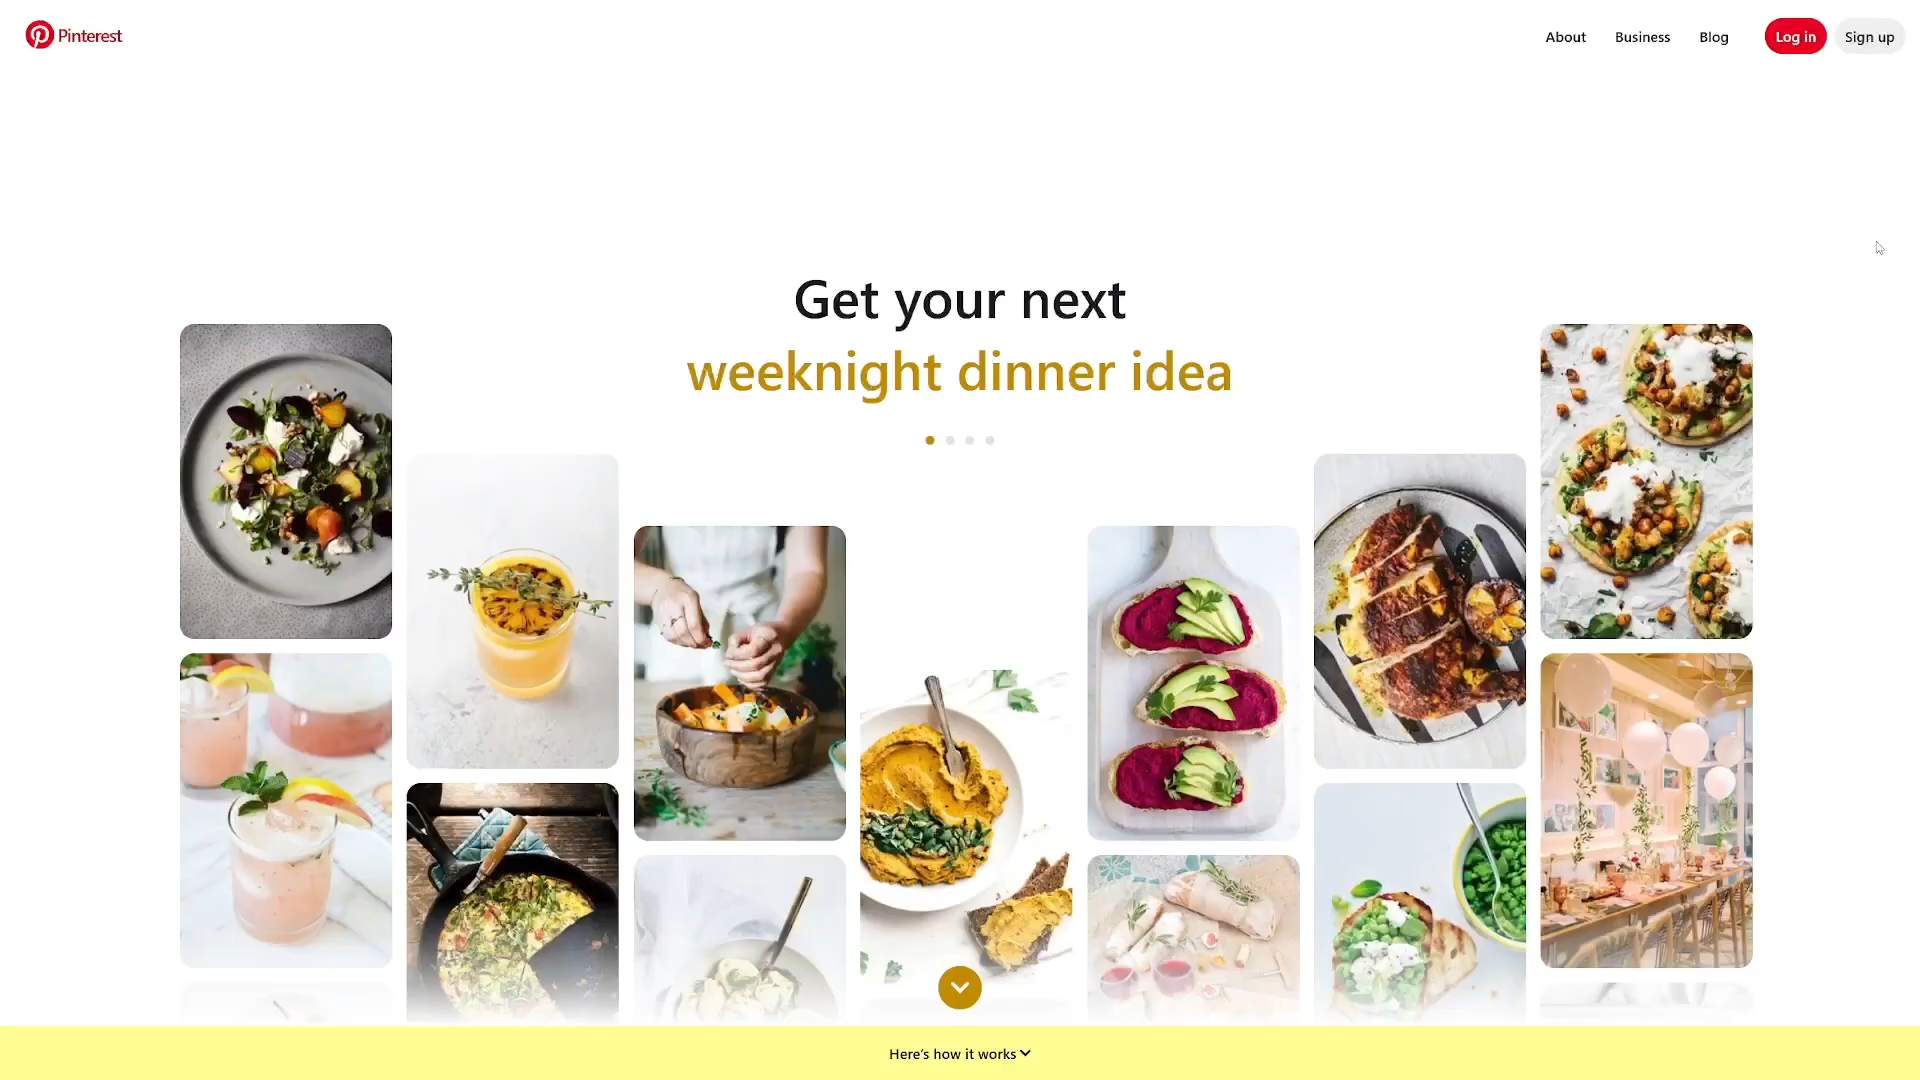 Pinterest
About
Business
Blog
Log in
Sign up
Get your next
weeknight dinner idea
Here's how it works